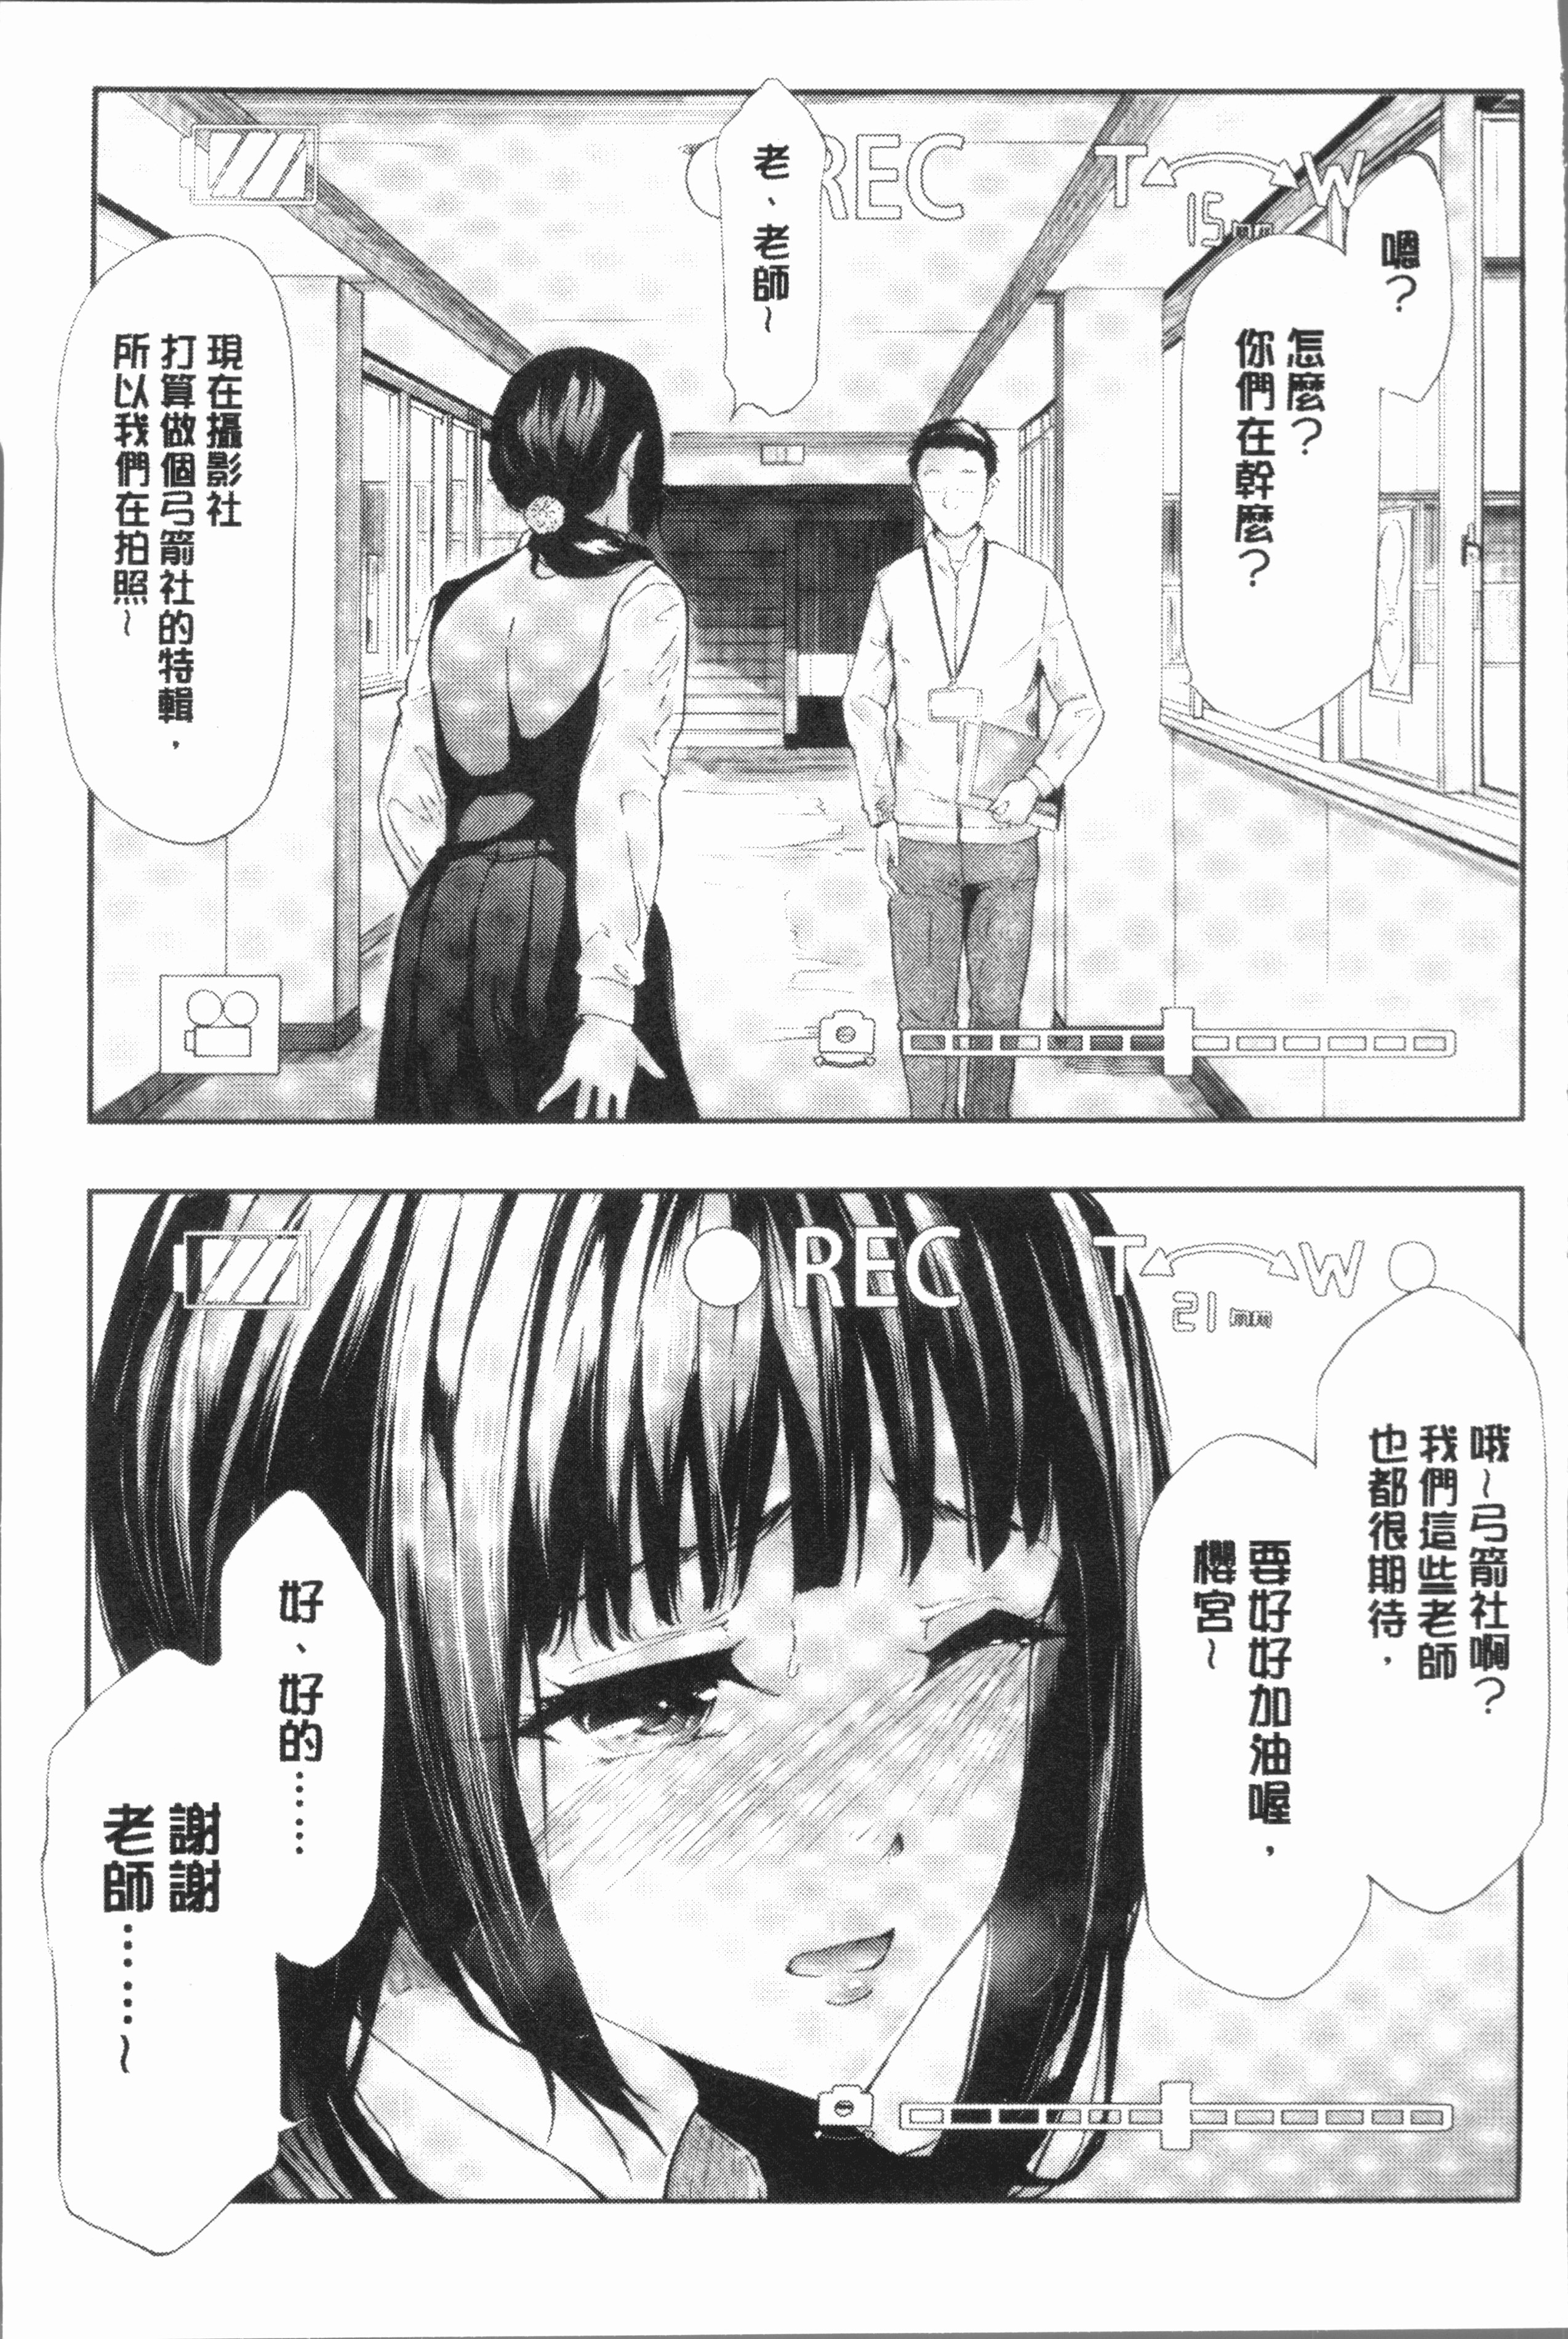 嗯？
怎麼？
你們在幹麼？
老、老師~
現在攝影社
打算做個弓箭社的特輯，
所以我們在拍照~
REC
T
W
15mm
REC
T
W
21mm
哦~弓箭社啊？
我們這些老師
也都很期待，
要好好加油喔，
櫻宮~
好、好的……
謝謝
老師………~